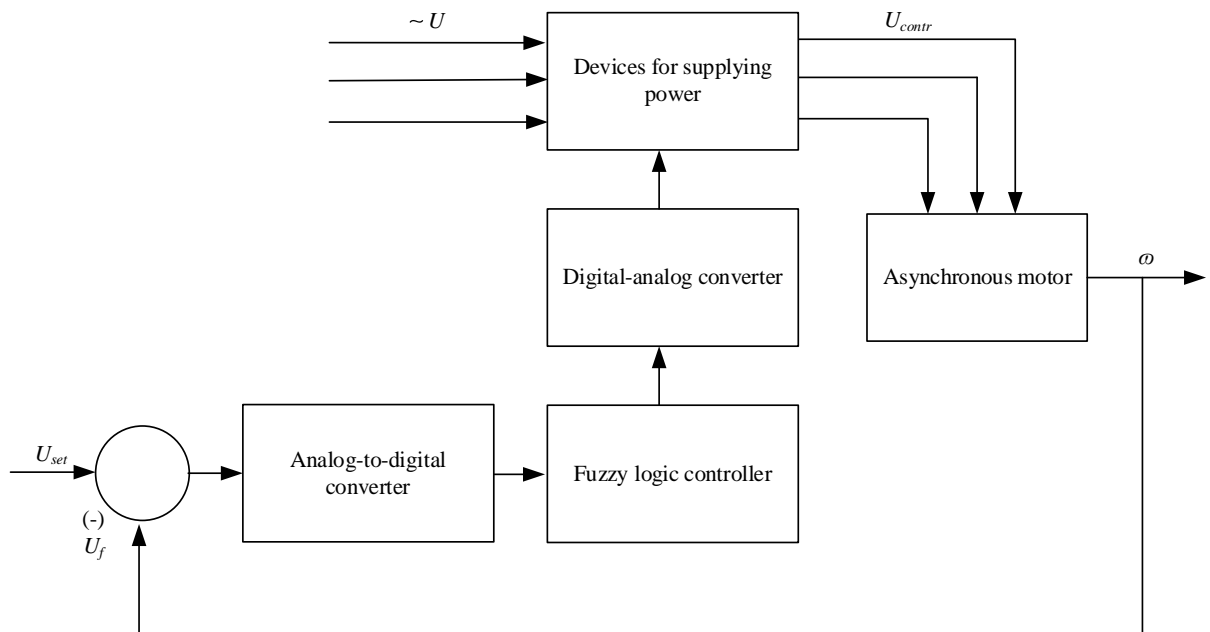 ~ U
U_contr
Devices for supplying
power
Digital-analog converter
Asynchronous motor
ω
U_set
Analog-to-digital
converter
Fuzzy logic controller
(-)
U_f